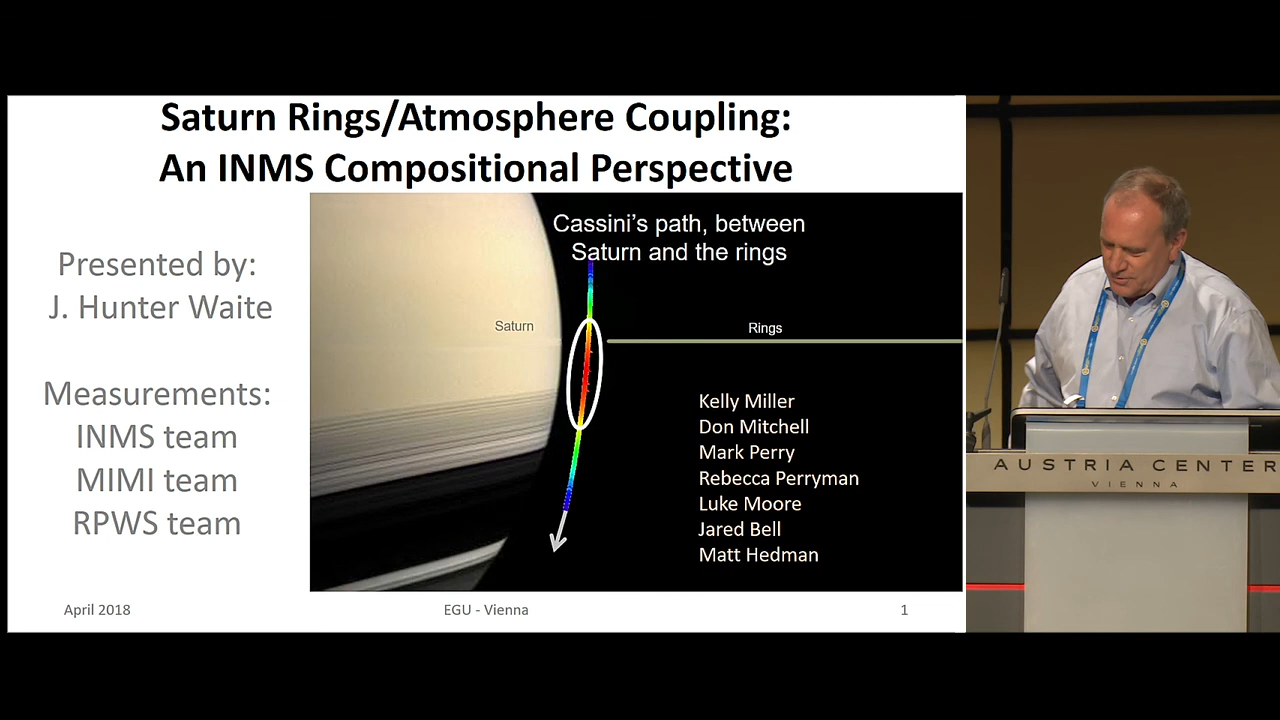 Saturn Rings/Atmosphere Coupling:
An INMS Compositional Perspective
Presented by:
J. Hunter Waite
Measurements:
INMS team
MIMI team
RPWS team
Cassini's path, between
Saturn and the rings
Saturn
Rings
Kelly Miller
Don Mitchell
Mark Perry
Rebecca Perryman
Luke Moore
Jared Bell
Matt Hedman
April 2018
EGU - Vienna
1
AUSTRIA CENTER
VIENNA